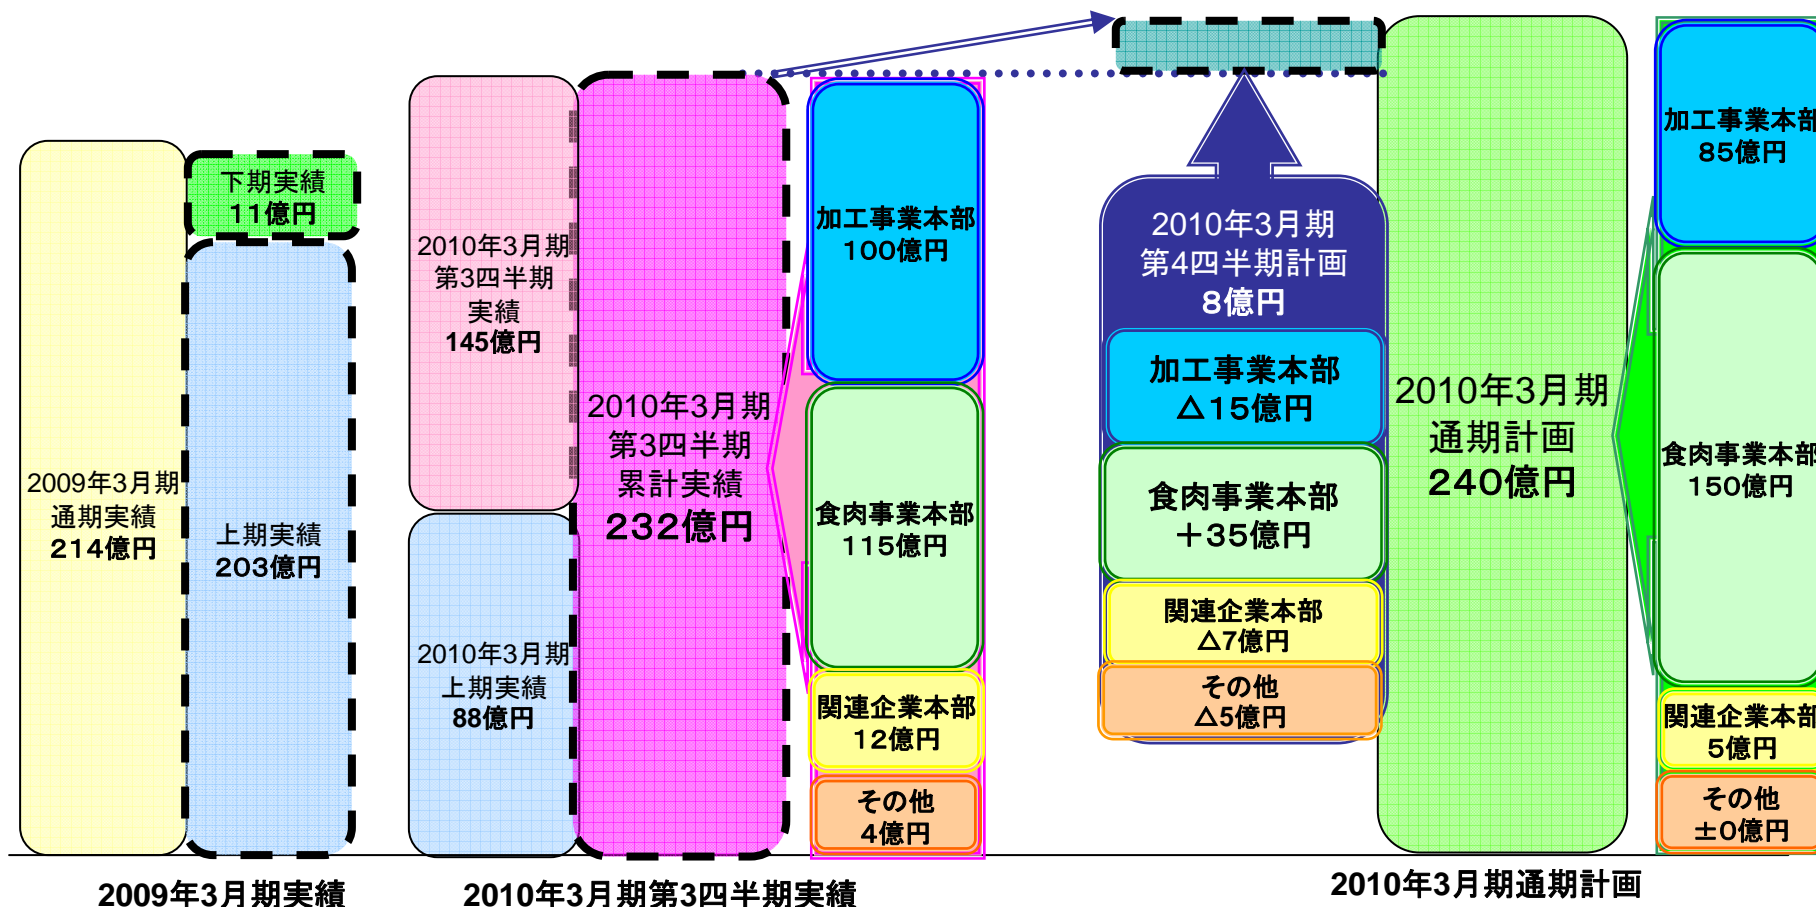 下期実績
11億円
2009年3月期
通期実績
214億円
上期実績
203億円
2010年3月期
第3四半期
実績
145億円
2010年3月期
上期実績
88億円
2010年3月期
第3四半期
累計実績
232億円
加工事業本部
100億円
食肉事業本部
115億円
関連企業本部
12億円
その他
4億円
2010年3月期
第4四半期計画
8億円
加工事業本部
△15億円
食肉事業本部
＋35億円
関連企業本部
△7億円
その他
△5億円
2010年3月期
通期計画
240億円
加工事業本部
85億円
食肉事業本部
150億円
関連企業本部
5億円
その他
±0億円
2009年3月期実績
2010年3月期第3四半期実績
2010年3月期通期計画